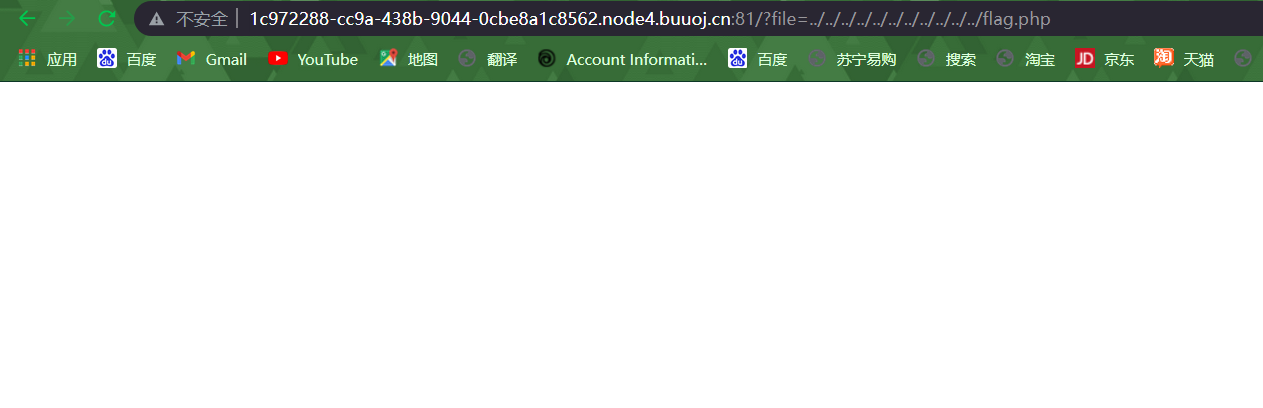 不安全 | 1c972288-cc9a-438b-9044-0cbe8a1c8562.node4.buuoj.cn:81/?file=../../../../../../../../../../../flag.php
应用 百度 Gmail YouTube 地图 翻译 Account Informati... 百度 苏宁易购 搜索 淘宝 京东 天猫